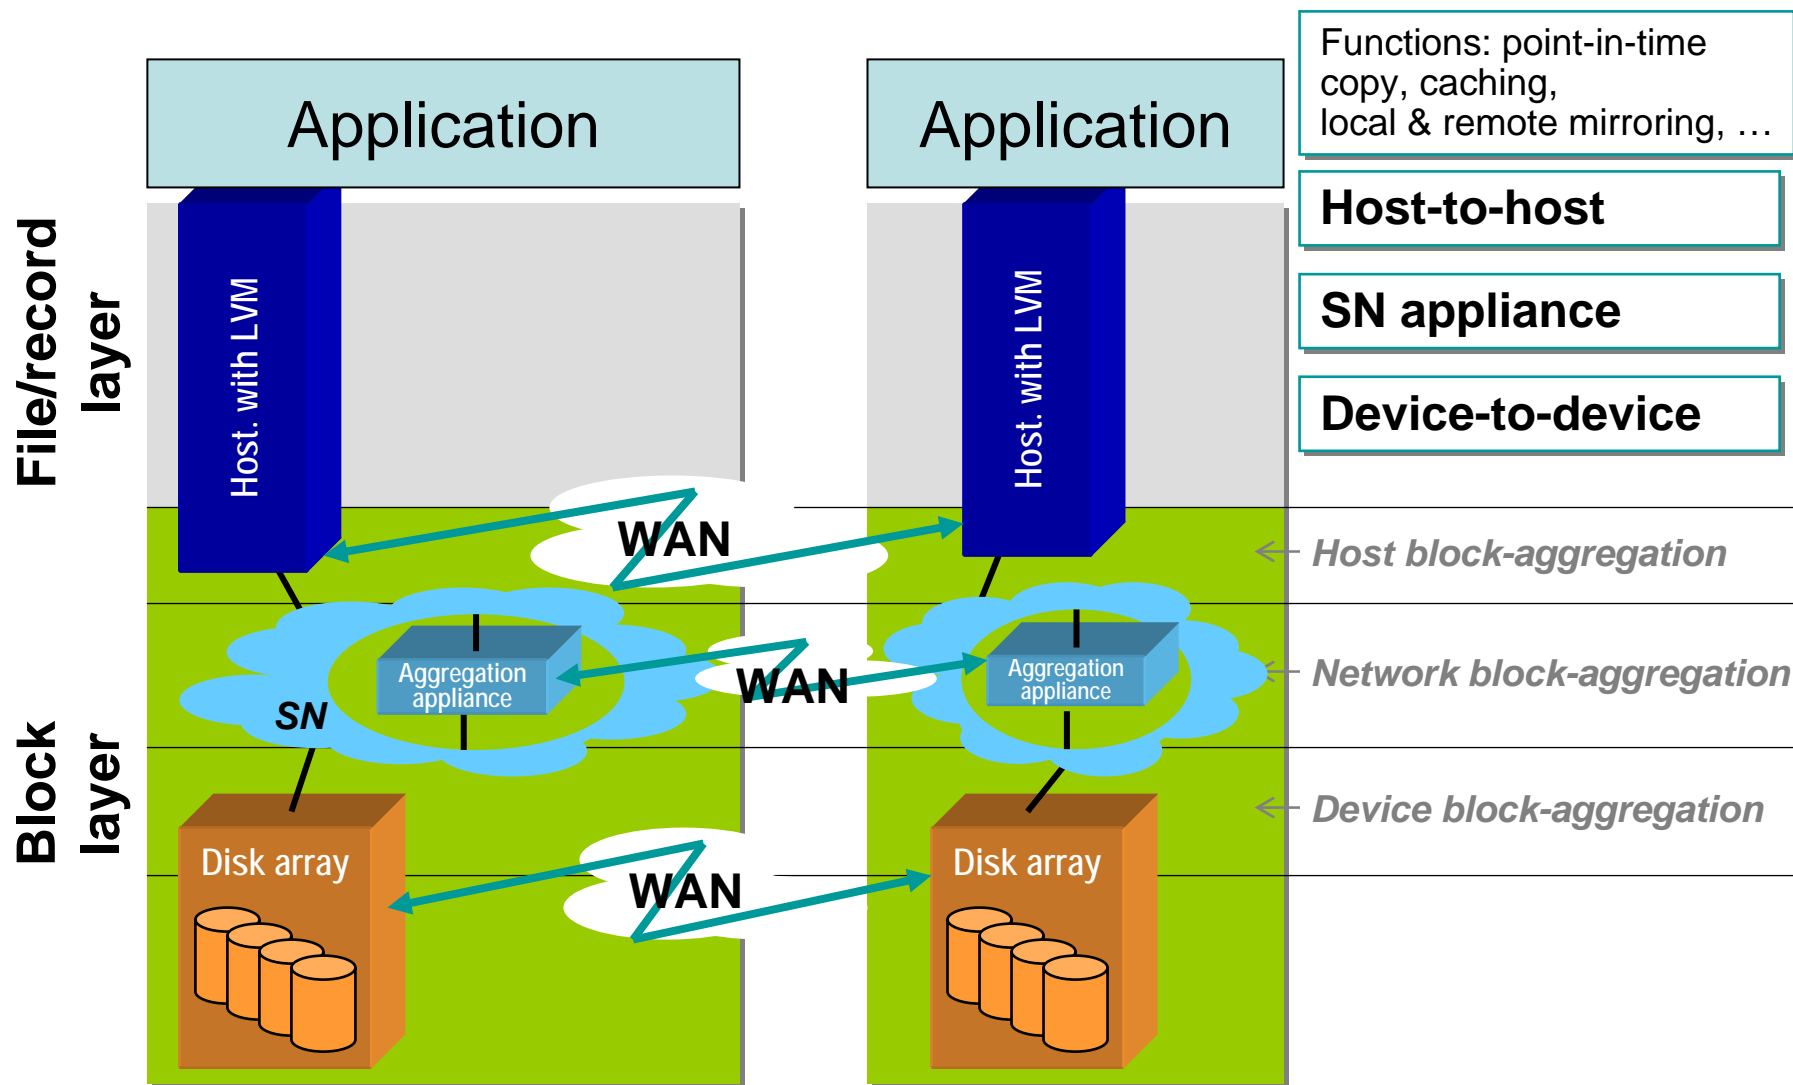 Application
Application
Functions: point-in-time
copy, caching,
local & remote mirroring, …
Host-to-host
SN appliance
Device-to-device
File/record
layer
Host. with LVM
Host. with LVM
WAN
Host block-aggregation
Aggregation
appliance
WAN
Aggregation
appliance
Network block-aggregation
SN
Block
layer
Device block-aggregation
Disk array
WAN
Disk array